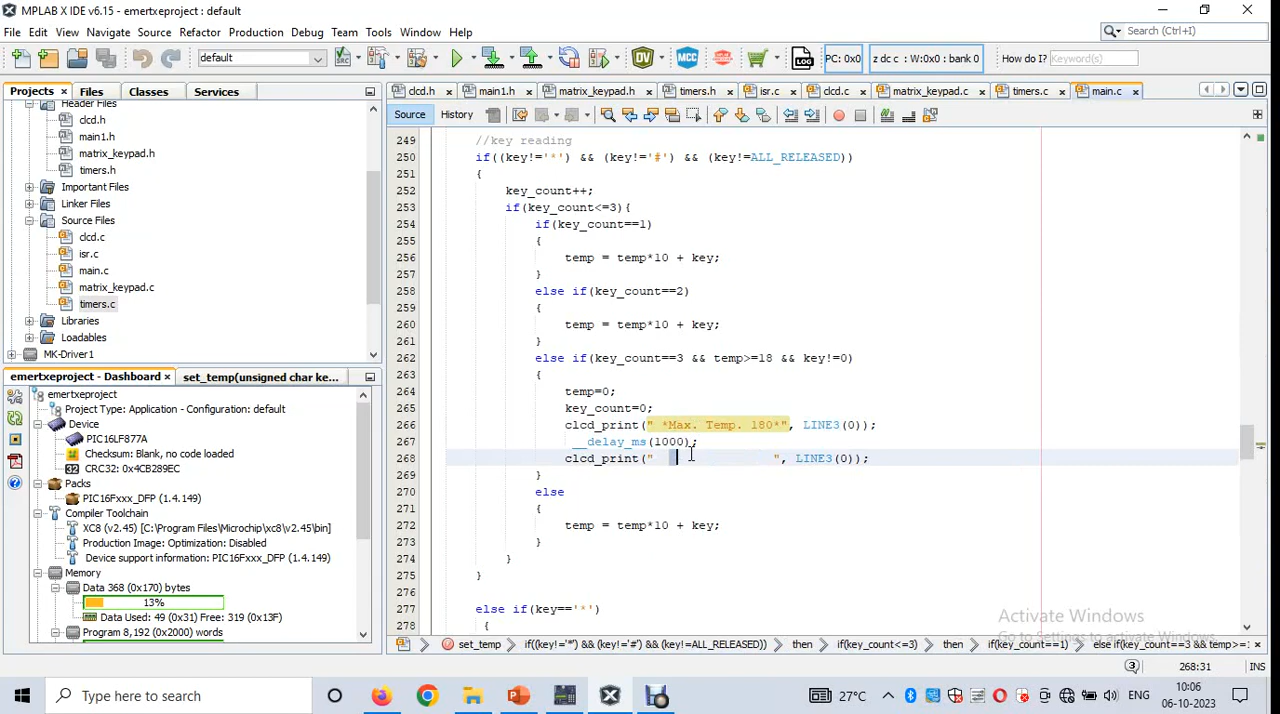 MPLAB X IDE v6.15 - emertxeproject : default
File Edit View Navigate Source Refactor Production Debug Team Tools Window Help
Search (Ctrl+I)
default
DV
MCC
LOG
PC: 0x0
z dc c : W:0x0 : bank 0
How do I?
Keyword(s)
Projects
Files
Classes
Services
clcd.h
main1.h
matrix_keypad.h
timers.h
isr.c
clcd.c
matrix_keypad.c
timers.c
main.c
Source
History
Header Files
clcd.h
main1.h
matrix_keypad.h
timers.h
Important Files
Linker Files
Source Files
clcd.c
isr.c
main.c
matrix_keypad.c
timers.c
Libraries
Loadables
MK-Driver1
emertxeproject - Dashboard
set_temp(unsigned char ke...
emertxeproject
Project Type: Application - Configuration: default
Device
PIC16LF877A
Checksum: Blank, no code loaded
CRC32: 0x4CB289EC
Packs
PIC16Fxxx_DFP (1.4.149)
Compiler Toolchain
XC8 (v2.45) [C:\Program Files\Microchip\xc8\v2.45\bin]
Production Image: Optimization: Disabled
Device support information: PIC16Fxxx_DFP (1.4.149)
Memory
Data 368 (0x170) bytes
13%
Data Used: 49 (0x31) Free: 319 (0x13F)
Program 8,192 (0x2000) words
249 //key reading
250 if((key!='*') && (key!='#') && (key!=ALL_RELEASED))
251 {
252 key_count++;
253 if(key_count<=3){
254 if(key_count==1)
255 {
256 temp = temp*10 + key;
257 }
258 else if(key_count==2)
259 {
260 temp = temp*10 + key;
261 }
262 else if(key_count==3 && temp>=18 && key!=0)
263 {
264 temp=0;
265 key_count=0;
266 clcd_print(" *Max. Temp. 180*", LINE3(0));
267 __delay_ms(1000);
268 clcd_print("                ", LINE3(0));
269 }
270 else
271 {
272 temp = temp*10 + key;
273 }
274 }
275 }
276
277 else if(key=='*')
278 {
Activate Windows
Go to Settings to activate Windows.
set_temp
if((key!='*') && (key!='#') && (key!=ALL_RELEASED))
then
if(key_count<=3)
then
if(key_count==1)
else if(key_count==3 && temp>=1
268:31
INS
Type here to search
27°C
ENG
10:06
06-10-2023